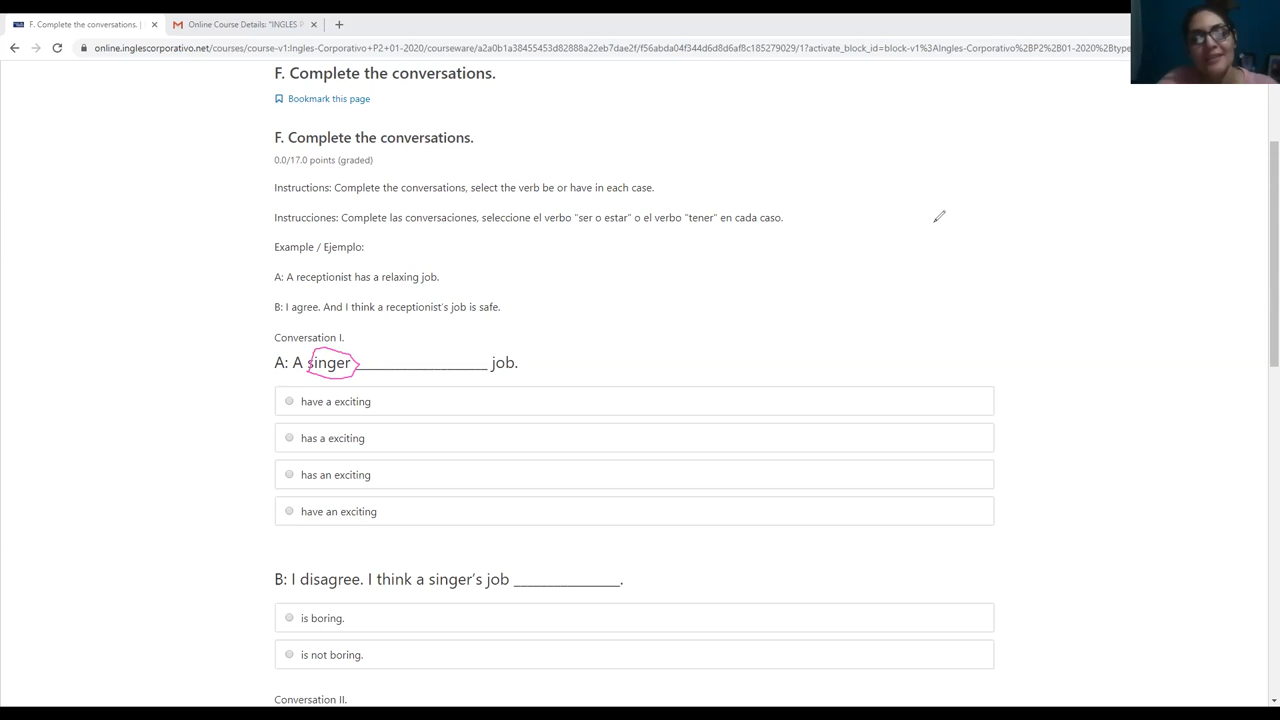 F. Complete the conversations. |
Online Course Details: "INGLES P
online.inglescorporativo.net/courses/course-v1:Ingles-Corporativo+P2+01-2020/courseware/a2a0b1a38455453d82888a22eb7dae2f/f56abda04f344d6d8d6af8c185279029/1?activate_block_id=block-v1%3AIngles-Corporativo%2BP2%2B01-2020%2Btype
F. Complete the conversations.
Bookmark this page
F. Complete the conversations.
0.0/17.0 points (graded)
Instructions: Complete the conversations, select the verb be or have in each case.
Instrucciones: Complete las conversaciones, seleccione el verbo "ser o estar" o el verbo "tener" en cada caso.
Example / Ejemplo:
A: A receptionist has a relaxing job.
B: I agree. And I think a receptionist's job is safe.
Conversation I.
A: A singer __________________ job.
have a exciting
has a exciting
has an exciting
have an exciting
B: I disagree. I think a singer's job _______________.
is boring.
is not boring.
Conversation II.